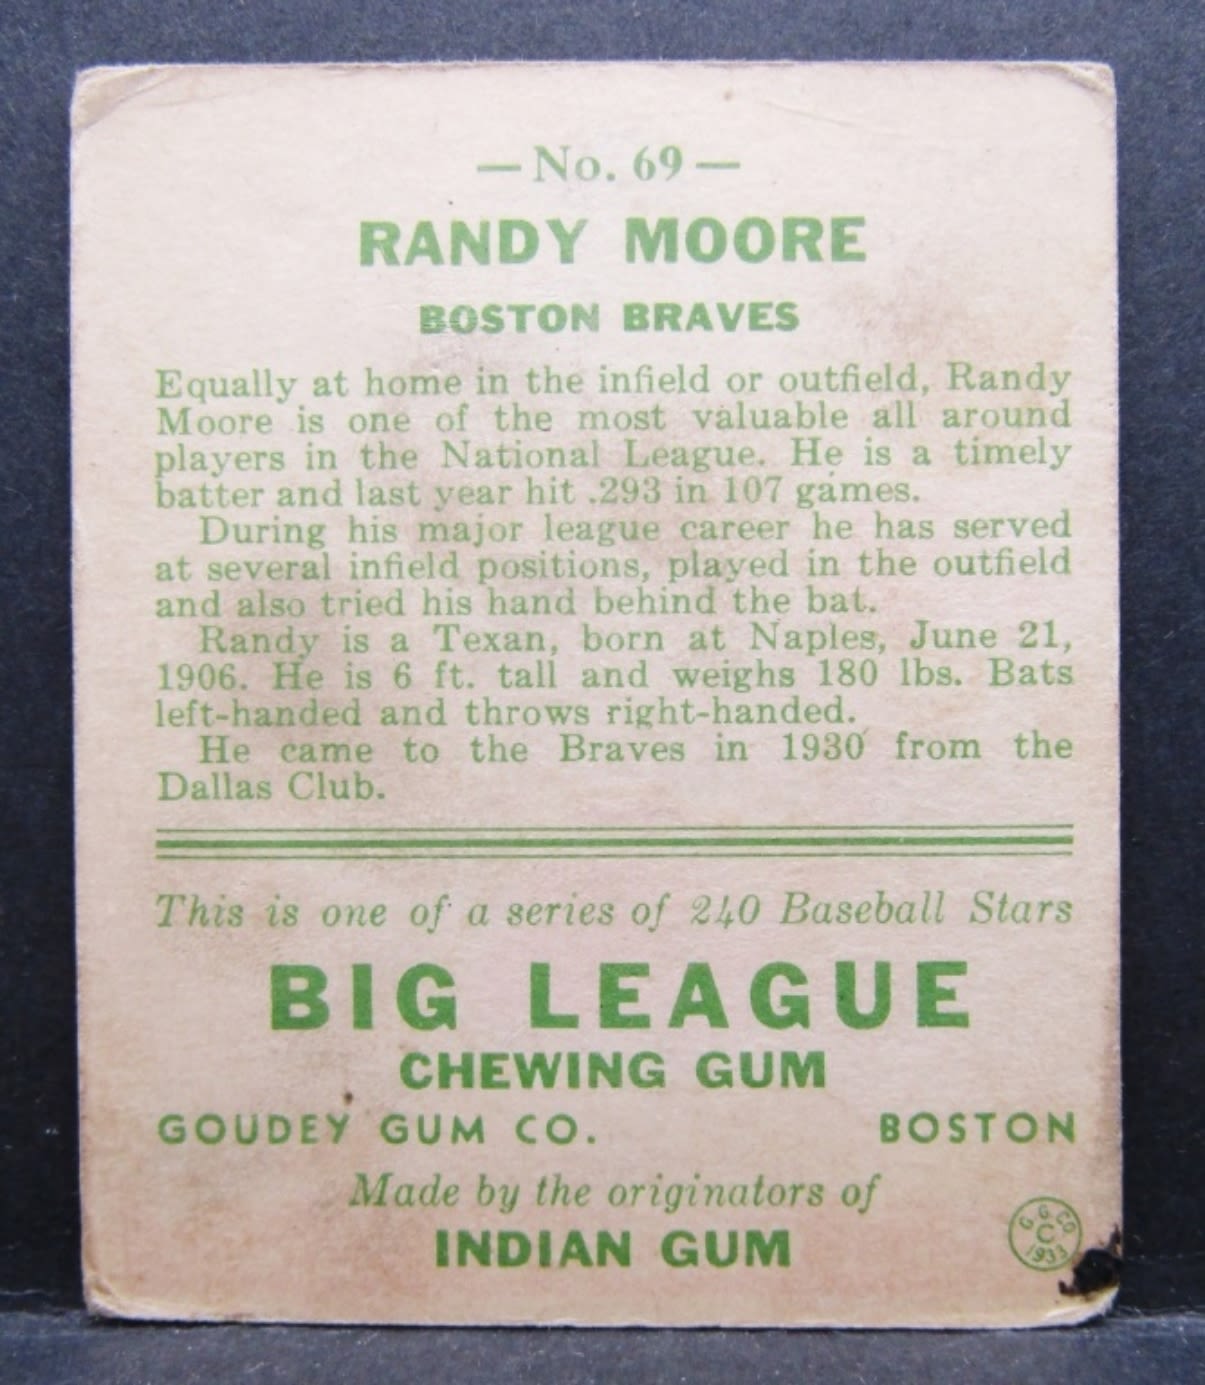 — No. 69 —
RANDY MOORE
BOSTON BRAVES
Equally at home in the infield or outfield, Randy
Moore is one of the most valuable all around
players in the National League. He is a timely
batter and last year hit .293 in 107 games.
During his major league career he has served
at several infield positions, played in the outfield
and also tried his hand behind the bat.
Randy is a Texan, born at Naples, June 21,
1906. He is 6 ft. tall and weighs 180 lbs. Bats
left-handed and throws right-handed.
He came to the Braves in 1930 from the
Dallas Club.
This is one of a series of 240 Baseball Stars
BIG LEAGUE
CHEWING GUM
GOUDEY GUM CO. BOSTON
Made by the originators of
INDIAN GUM
G. G. CO.
C
1933